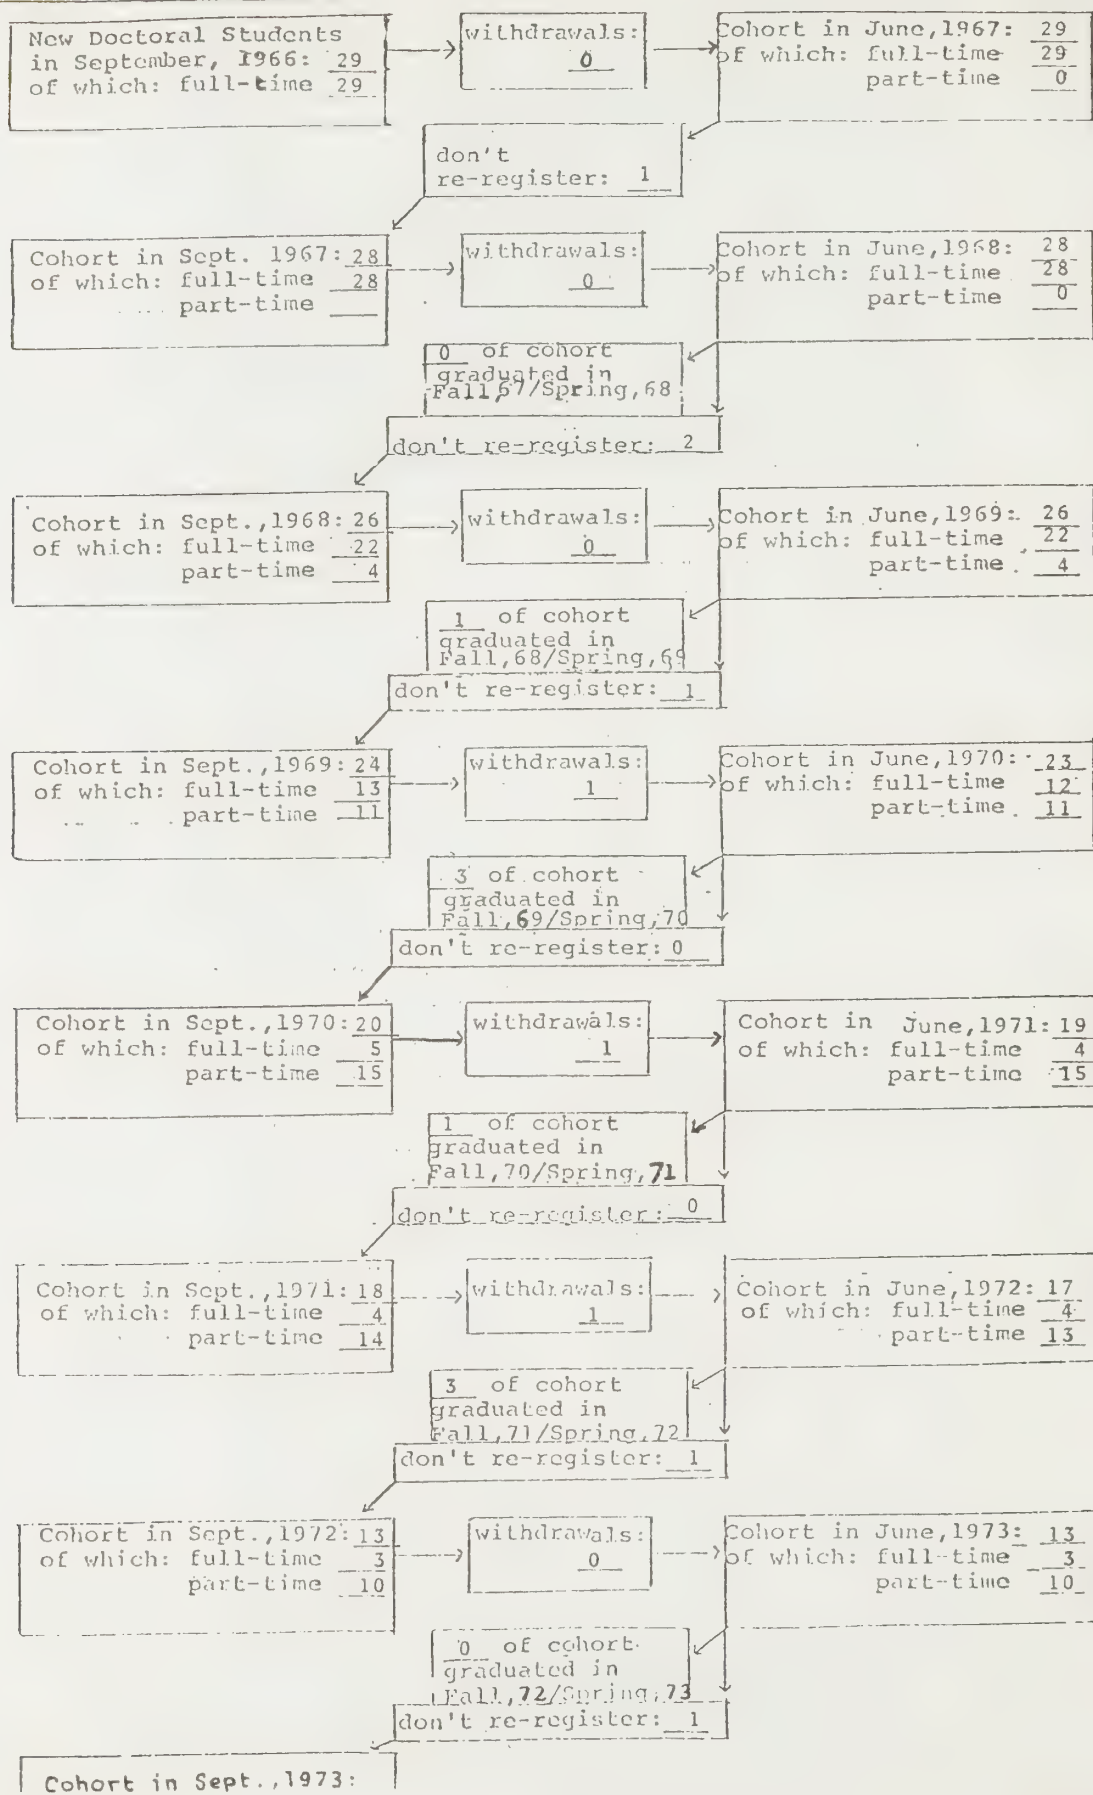 New Doctoral Students
in September, 1966: 29
of which: full-time 29
withdrawals:
0
Cohort in June, 1967: 29
of which: full-time 29
part-time 0
don't
re-register: 1
Cohort in Sept. 1967: 28
of which: full-time 28
part-time
withdrawals:
0
Cohort in June, 1968: 28
of which: full-time 28
part-time 0
0 of cohort
graduated in
Fall,67/Spring,68
don't re-register: 2
Cohort in Sept., 1968: 26
of which: full-time 22
part-time 4
withdrawals:
0
Cohort in June, 1969: 26
of which: full-time 22
part-time 4
1 of cohort
graduated in
Fall,68/Spring,69
don't re-register: 1
Cohort in Sept., 1969: 24
of which: full-time 13
part-time 11
withdrawals:
1
Cohort in June, 1970: 23
of which: full-time 12
part-time 11
3 of cohort
graduated in
Fall,69/Spring,70
don't re-register: 0
Cohort in Sept., 1970: 20
of which: full-time 5
part-time 15
withdrawals:
1
Cohort in June, 1971: 19
of which: full-time 4
part-time 15
1 of cohort
graduated in
Fall,70/Spring,71
don't re-register: 0
Cohort in Sept., 1971: 18
of which: full-time 4
part-time 14
withdrawals:
1
Cohort in June, 1972: 17
of which: full-time 4
part-time 13
3 of cohort
graduated in
Fall,71/Spring,72
don't re-register: 1
Cohort in Sept., 1972: 13
of which: full-time 3
part-time 10
withdrawals:
0
Cohort in June, 1973: 13
of which: full-time 3
part-time 10
0 of cohort
graduated in
Fall,72/Spring,73
don't re-register: 1
Cohort in Sept., 1973: